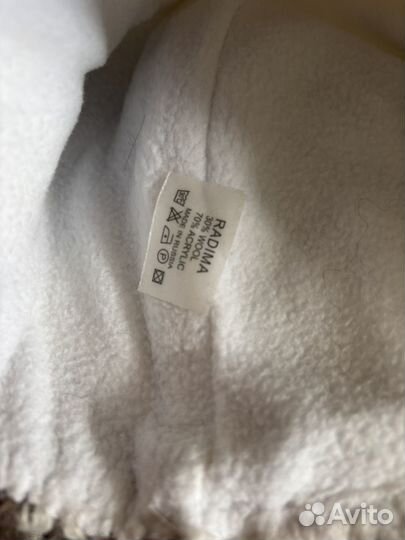 RADIMA
30% WOOL
70% ACRYLIC
MADE IN RUSSIA
P
Avito